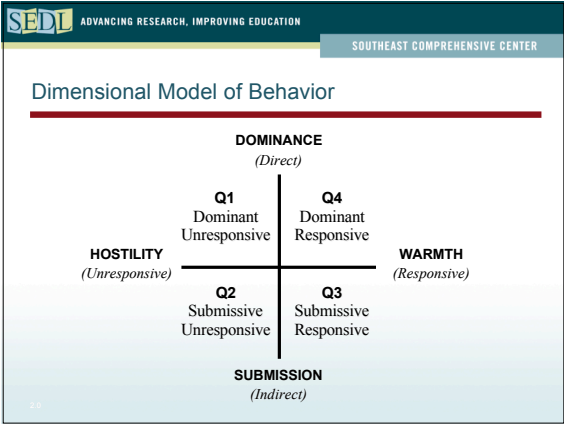 SEDL ADVANCING RESEARCH, IMPROVING EDUCATION
SOUTHEAST COMPREHENSIVE CENTER
Dimensional Model of Behavior
DOMINANCE
(Direct)
Q1
Dominant
Unresponsive
Q4
Dominant
Responsive
HOSTILITY
(Unresponsive)
WARMTH
(Responsive)
Q2
Submissive
Unresponsive
Q3
Submissive
Responsive
SUBMISSION
(Indirect)